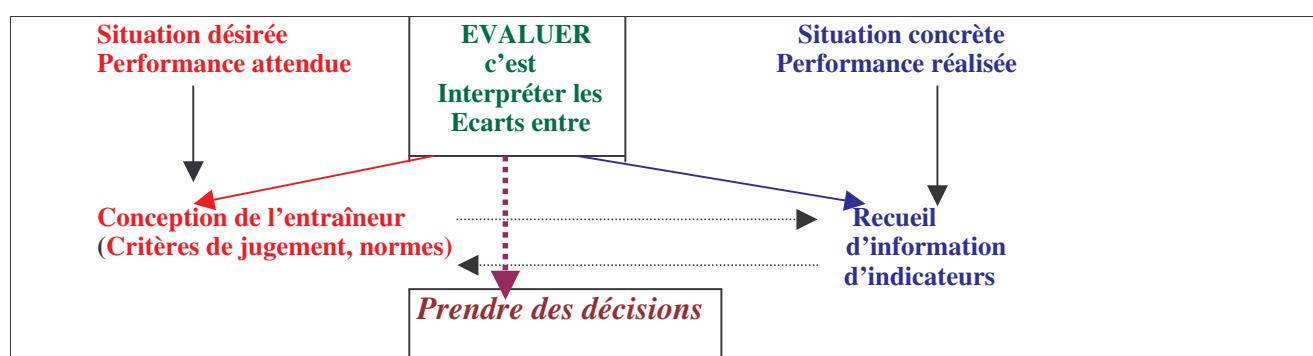 Situation désirée
Performance attendue
EVALUER
c’est
Interpréter les
Ecarts entre
Situation concrète
Performance réalisée
Conception de l’entraîneur
(Critères de jugement, normes)
Recueil
d’information
d’indicateurs
Prendre des décisions